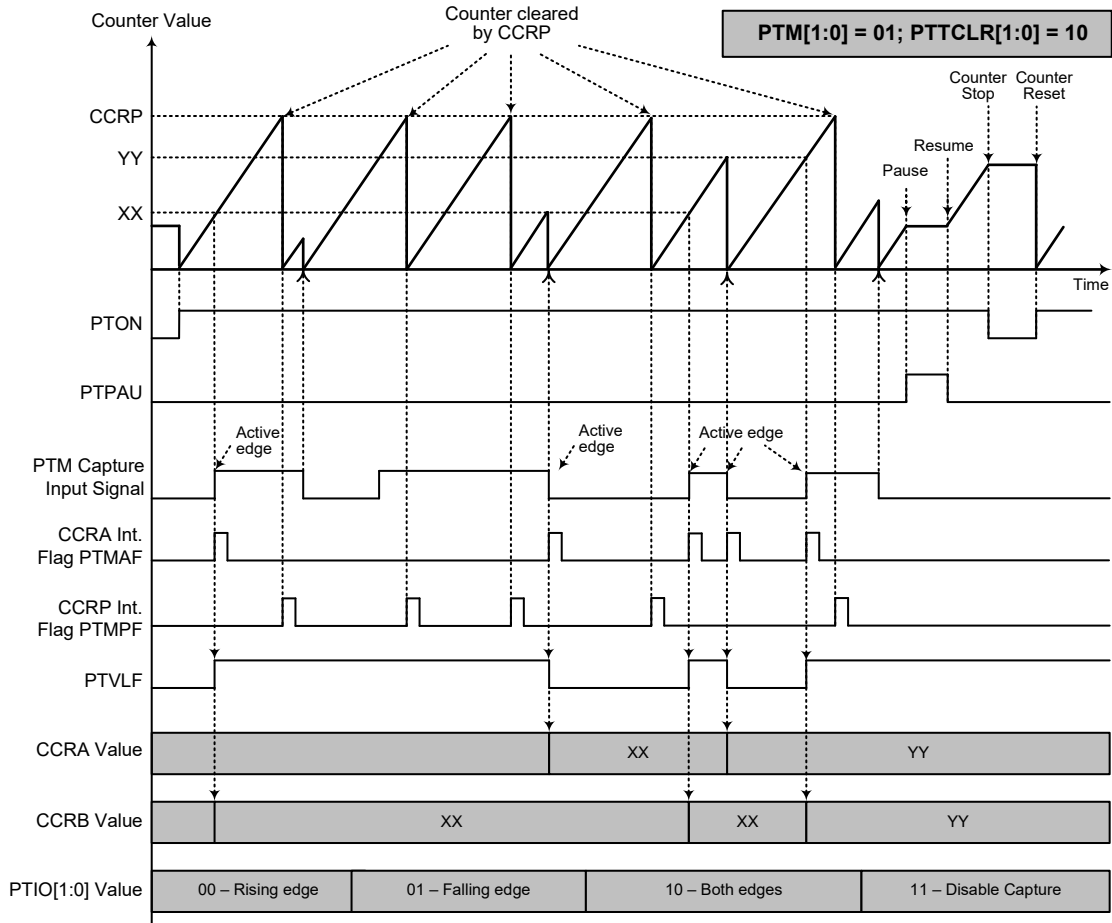 Counter Value
Counter cleared
by CCRP
PTM[1:0] = 01; PTTCLR[1:0] = 10
Counter
Stop
Counter
Reset
CCRP
YY
XX
Pause
Resume
Time
PTON
PTPAU
Active
edge
Active
edge
Active edge
PTM Capture
Input Signal
CCRA Int.
Flag PTMAF
CCRP Int.
Flag PTMPF
PTVLF
CCRA Value
XX
YY
CCRB Value
XX
XX
YY
PTIO[1:0] Value
00 – Rising edge
01 – Falling edge
10 – Both edges
11 – Disable Capture